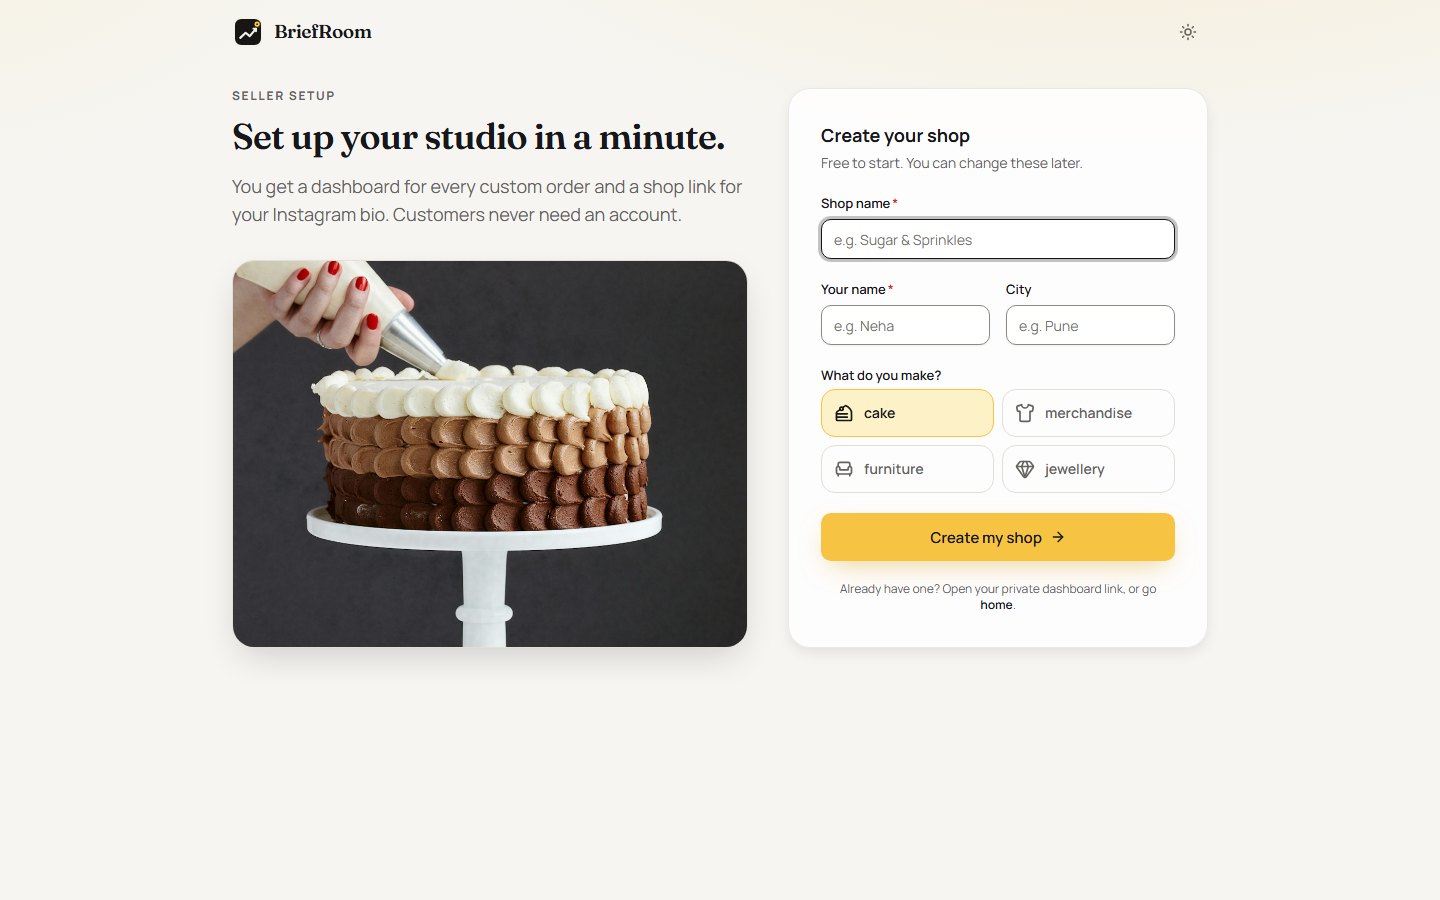 BriefRoom
SELLER SETUP
Set up your studio in a minute.
You get a dashboard for every custom order and a shop link for
your Instagram bio. Customers never need an account.
Create your shop
Free to start. You can change these later.
Shop name *
e.g. Sugar & Sprinkles
Your name * City
e.g. Neha e.g. Pune
What do you make?
cake merchandise
furniture jewellery
Create my shop →
Already have one? Open your private dashboard link, or go
home.